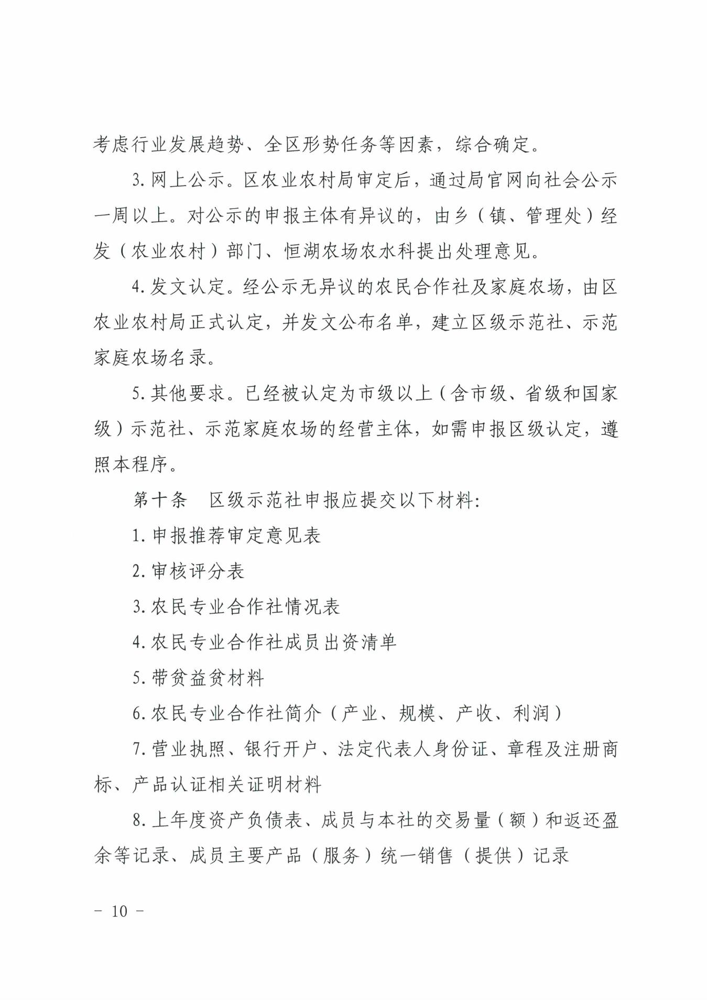 考虑行业发展趋势、全区形势任务等因素，综合确定。
3.网上公示。区农业农村局审定后，通过局官网向社会公示
一周以上。对公示的申报主体有异议的，由乡（镇、管理处）经
发（农业农村）部门、恒湖农场农水科提出处理意见。
4.发文认定。经公示无异议的农民合作社及家庭农场，由区
农业农村局正式认定，并发文公布名单，建立区级示范社、示范
家庭农场名录。
5.其他要求。已经被认定为市级以上（含市级、省级和国家
级）示范社、示范家庭农场的经营主体，如需申报区级认定，遵
照本程序。
第十条　区级示范社申报应提交以下材料：
1.申报推荐审定意见表
2.审核评分表
3.农民专业合作社情况表
4.农民专业合作社成员出资清单
5.带贫益贫材料
6.农民专业合作社简介（产业、规模、产收、利润）
7.营业执照、银行开户、法定代表人身份证、章程及注册商
标、产品认证相关证明材料
8.上年度资产负债表、成员与本社的交易量（额）和返还盈
余等记录、成员主要产品（服务）统一销售（提供）记录
- 10 -